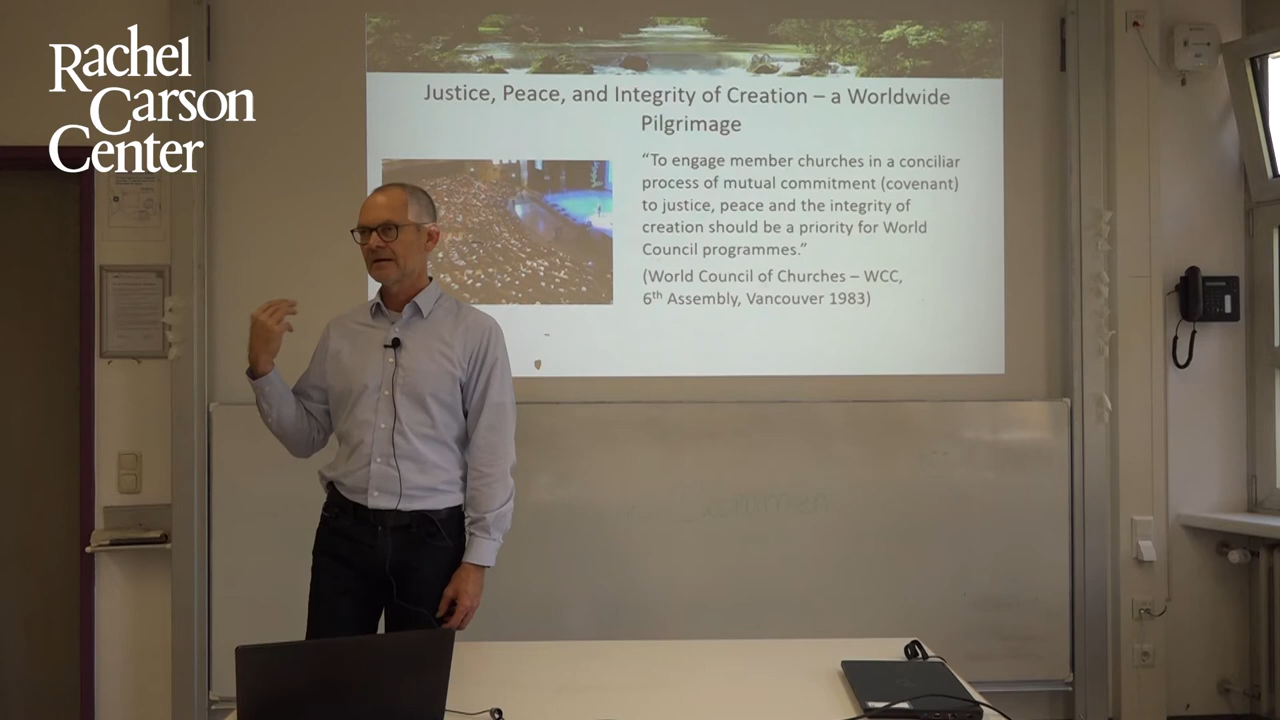 Rachel
Carson
Center
Justice, Peace, and Integrity of Creation – a Worldwide
Pilgrimage
“To engage member churches in a conciliar
process of mutual commitment (covenant)
to justice, peace and the integrity of
creation should be a priority for World
Council programmes.”
(World Council of Churches – WCC,
6th Assembly, Vancouver 1983)